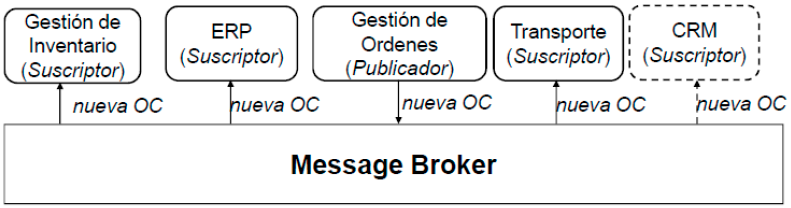 Gestión de
Inventario
(Suscriptor)
ERP
(Suscriptor)
Gestión de
Ordenes
(Publicador)
Transporte
(Suscriptor)
CRM
(Suscriptor)
nueva OC
nueva OC
nueva OC
nueva OC
nueva OC
Message Broker